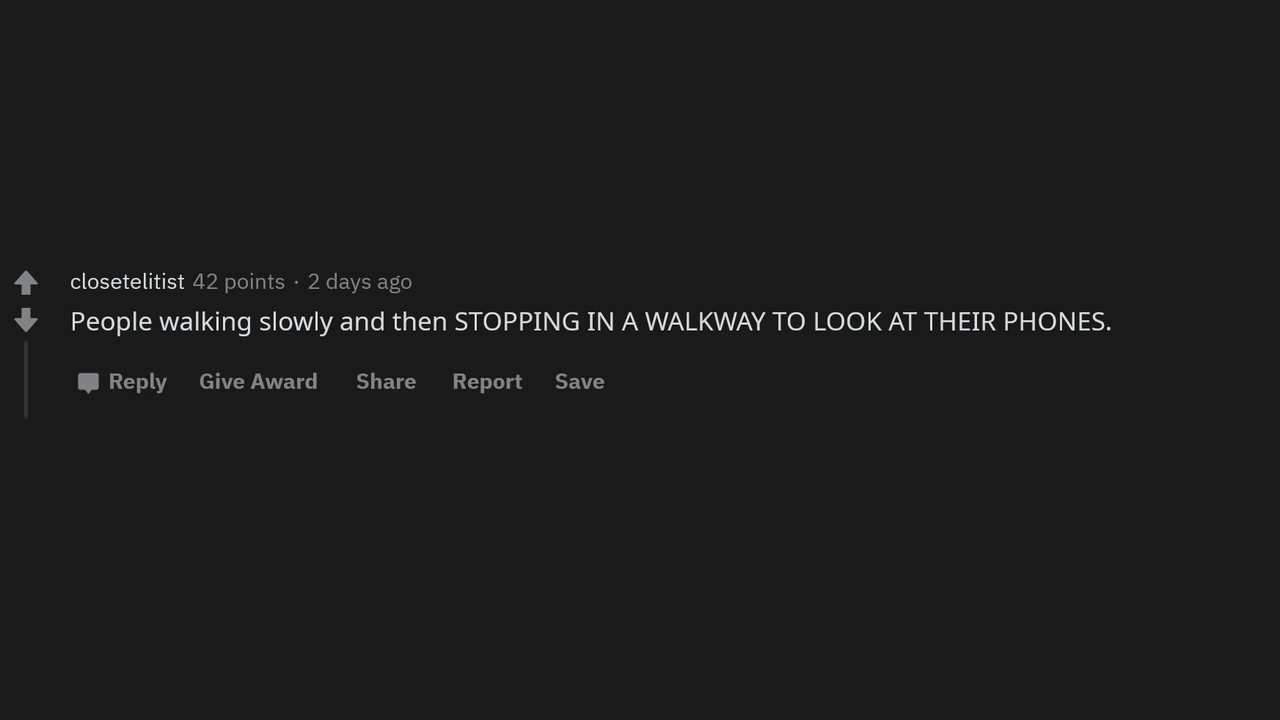 closetelitist 42 points · 2 days ago
People walking slowly and then STOPPING IN A WALKWAY TO LOOK AT THEIR PHONES.
Reply Give Award Share Report Save